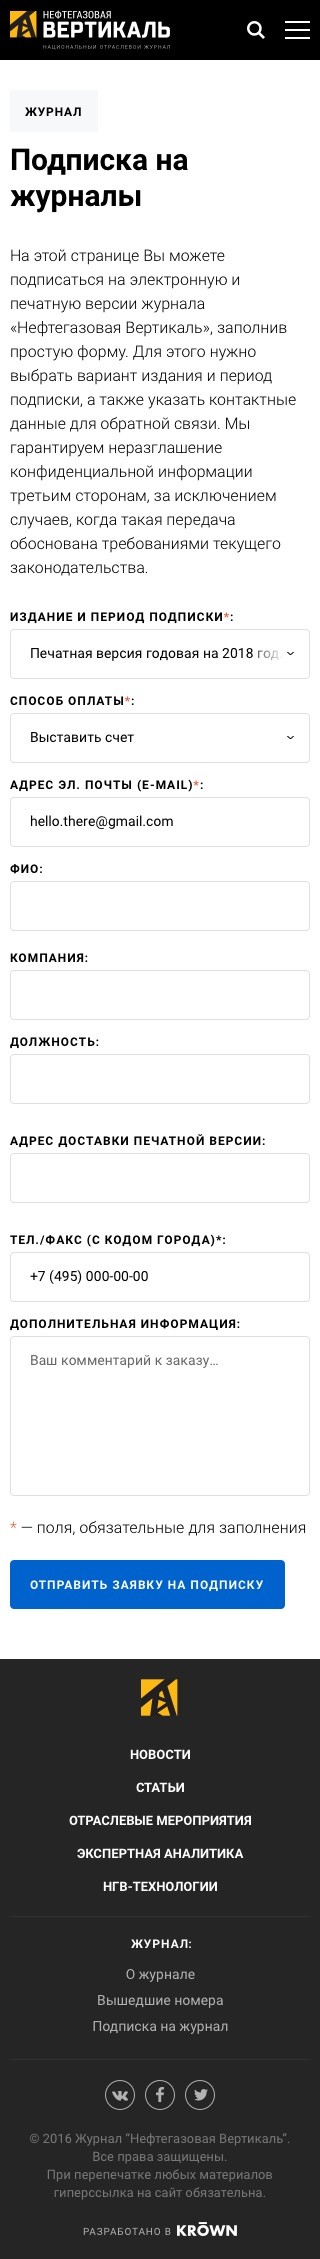 НЕФТЕГАЗОВАЯ
ВЕРТИКАЛЬ
НАЦИОНАЛЬНЫЙ ОТРАСЛЕВОЙ ЖУРНАЛ
ЖУРНАЛ
Подписка на
журналы
На этой странице Вы можете
подписаться на электронную и
печатную версии журнала
«Нефтегазовая Вертикаль», заполнив
простую форму. Для этого нужно
выбрать вариант издания и период
подписки, а также указать контактные
данные для обратной связи. Мы
гарантируем неразглашение
конфиденциальной информации
третьим сторонам, за исключением
случаев, когда такая передача
обоснована требованиями текущего
законодательства.
ИЗДАНИЕ И ПЕРИОД ПОДПИСКИ*:
Печатная версия годовая на 2018 год
СПОСОБ ОПЛАТЫ*:
Выставить счет
АДРЕС ЭЛ. ПОЧТЫ (E-MAIL)*:
hello.there@gmail.com
ФИО:
КОМПАНИЯ:
ДОЛЖНОСТЬ:
АДРЕС ДОСТАВКИ ПЕЧАТНОЙ ВЕРСИИ:
ТЕЛ./ФАКС (С КОДОМ ГОРОДА)*:
+7 (495) 000-00-00
ДОПОЛНИТЕЛЬНАЯ ИНФОРМАЦИЯ:
Ваш комментарий к заказу...
* — поля, обязательные для заполнения
ОТПРАВИТЬ ЗАЯВКУ НА ПОДПИСКУ
НОВОСТИ
СТАТЬИ
ОТРАСЛЕВЫЕ МЕРОПРИЯТИЯ
ЭКСПЕРТНАЯ АНАЛИТИКА
НГВ-ТЕХНОЛОГИИ
ЖУРНАЛ:
О журнале
Вышедшие номера
Подписка на журнал
© 2016 Журнал “Нефтегазовая Вертикаль”.
Все права защищены.
При перепечатке любых материалов
гиперссылка на сайт обязательна.
РАЗРАБОТАНО В KRŌWN